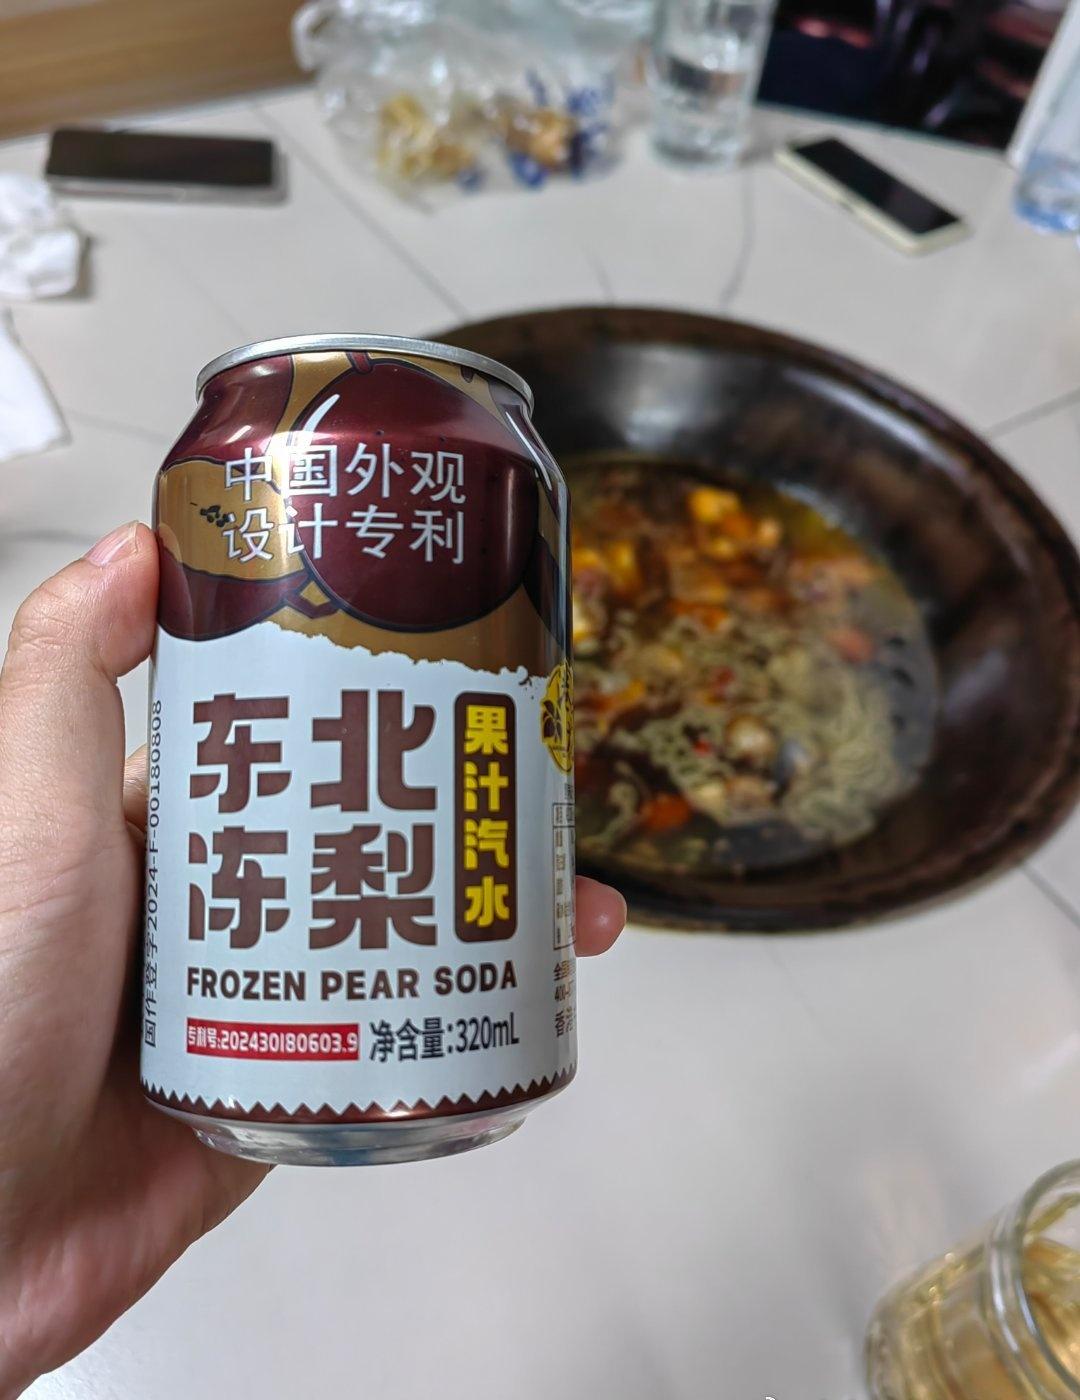 中国外观
设计专利
东北
冻梨
果汁汽水
FROZEN PEAR SODA
专利号:202430180603.9
净含量:320mL
国作登字2024-F-00180808